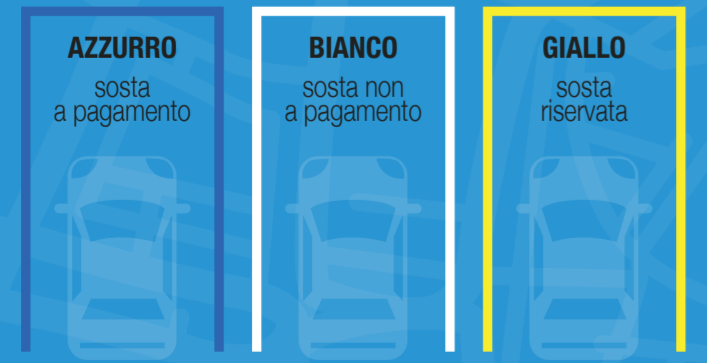 AZZURRO
sosta
a pagamento
BIANCO
sosta non
a pagamento
GIALLO
sosta
riservata